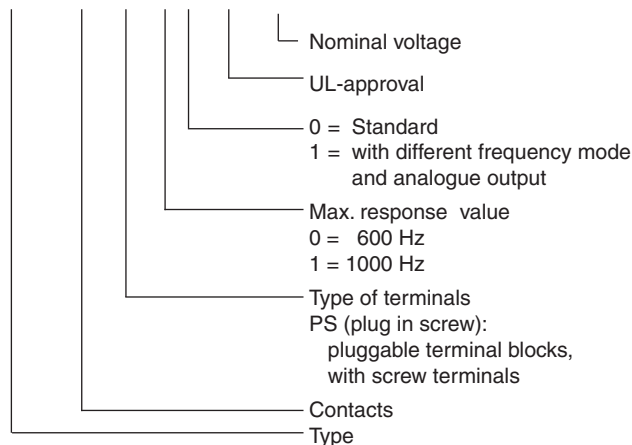 Nominal voltage
UL-approval
0 = Standard
1 = with different frequency mode
and analogue output
Max. response value
0 = 600 Hz
1 = 1000 Hz
Type of terminals
PS (plug in screw):
pluggable terminal blocks,
with screw terminals
Contacts
Type